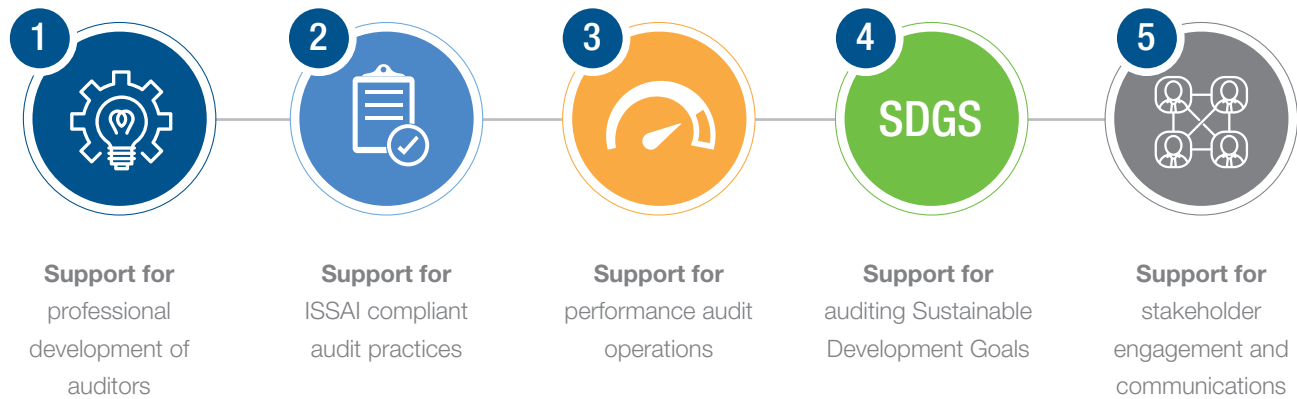 1
Support for
professional
development of
auditors
2
Support for
ISSAI compliant
audit practices
3
Support for
performance audit
operations
4
SDGS
Support for
auditing Sustainable
Development Goals
5
Support for
stakeholder
engagement and
communications